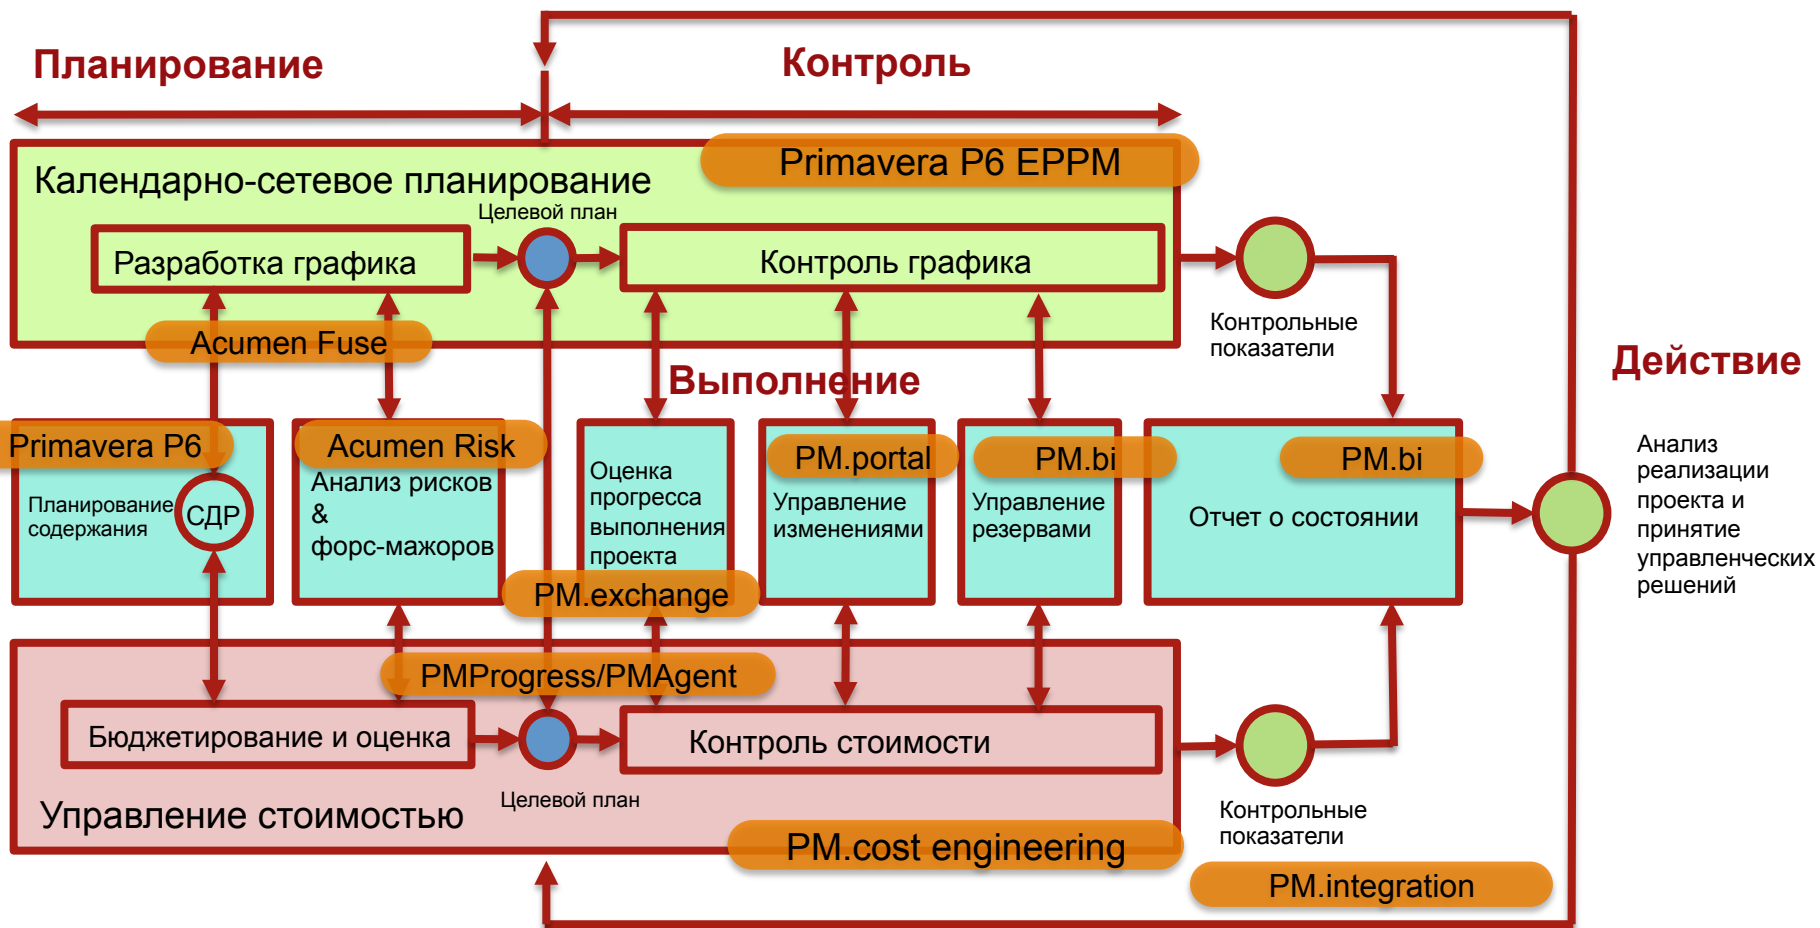 Планирование
Контроль
Primavera P6 EPPM
Календарно-сетевое планирование
Целевой план
Разработка графика
Контроль графика
Контрольные
показатели
Acumen Fuse
Выполнение
Действие
Primavera P6
Планирование
содержания
СДР
Acumen Risk
Анализ рисков
&
форс-мажоров
Оценка
прогресса
выполнения
проекта
PM.exchange
PM.portal
Управление
изменениями
PM.bi
Управление
резервами
PM.bi
Отчет о состоянии
Анализ
реализации
проекта и
принятие
управленческих
решений
PMProgress/PMAgent
Бюджетирование и оценка
Контроль стоимости
Целевой план
Управление стоимостью
Контрольные
показатели
PM.cost engineering
PM.integration